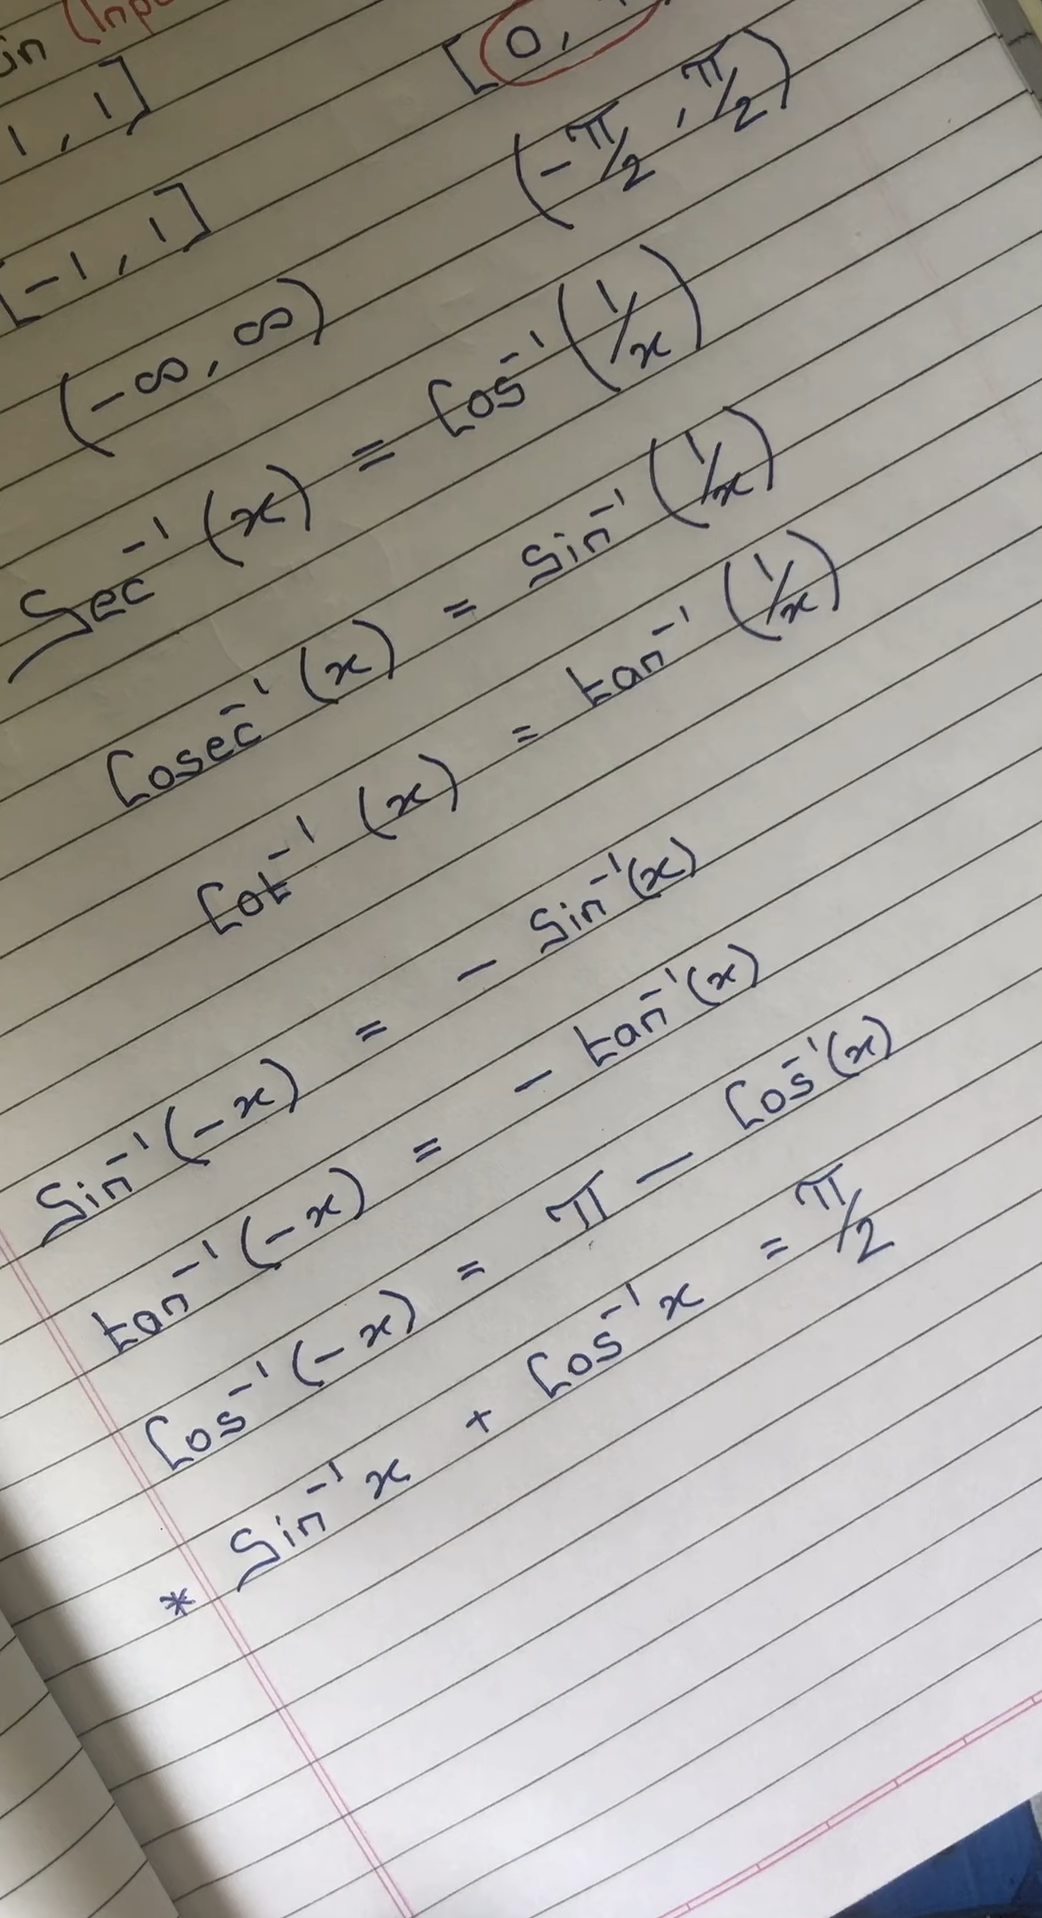 in (Inp
1, 1] [0,
[-1, 1]
(-∞, ∞) (-π/2, π/2)
Sec⁻¹(x) = Cos⁻¹(1/x)
Cosec⁻¹(x) = Sin⁻¹(1/x)
Cot⁻¹(x) = tan⁻¹(1/x)
Sin⁻¹(-x) = - Sin⁻¹(x)
tan⁻¹(-x) = - tan⁻¹(x)
Cos⁻¹(-x) = π - Cos⁻¹(x)
* Sin⁻¹x + Cos⁻¹x = π/2